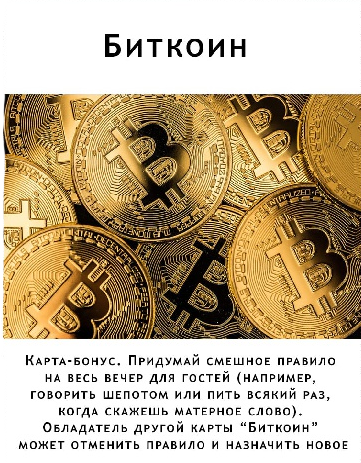 Биткоин
Карта-бонус. Придумай смешное правило
на весь вечер для гостей (например,
говорить шепотом или пить всякий раз,
когда скажешь матерное слово).
Обладатель другой карты “Биткоин”
может отменить правило и назначить новое